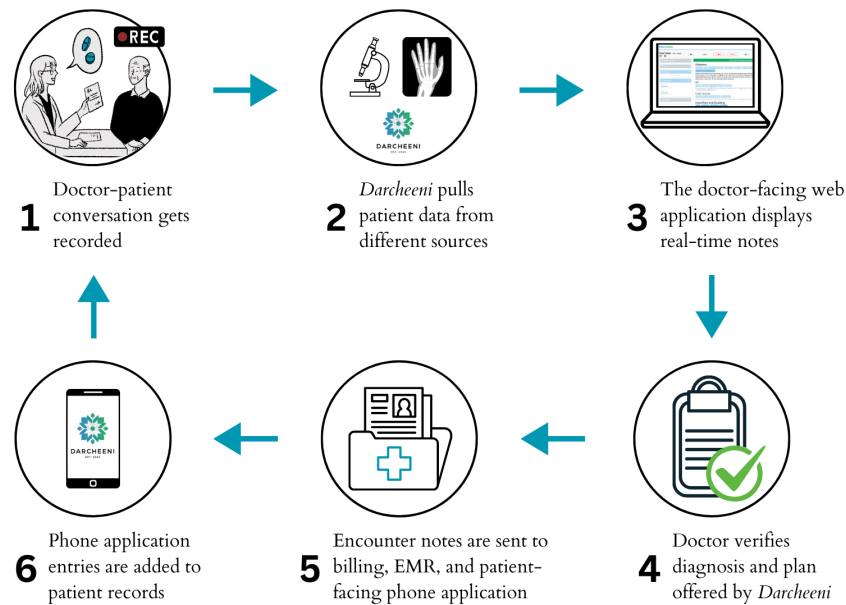 REC
DARCHEENI
1
Doctor-patient
conversation gets
recorded
2
Darcheeni pulls
patient data from
different sources
3
The doctor-facing web
application displays
real-time notes
DARCHEENI
6
Phone application
entries are added to
patient records
5
Encounter notes are sent to
billing, EMR, and patient-
facing phone application
4
Doctor verifies
diagnosis and plan
offered by Darcheeni